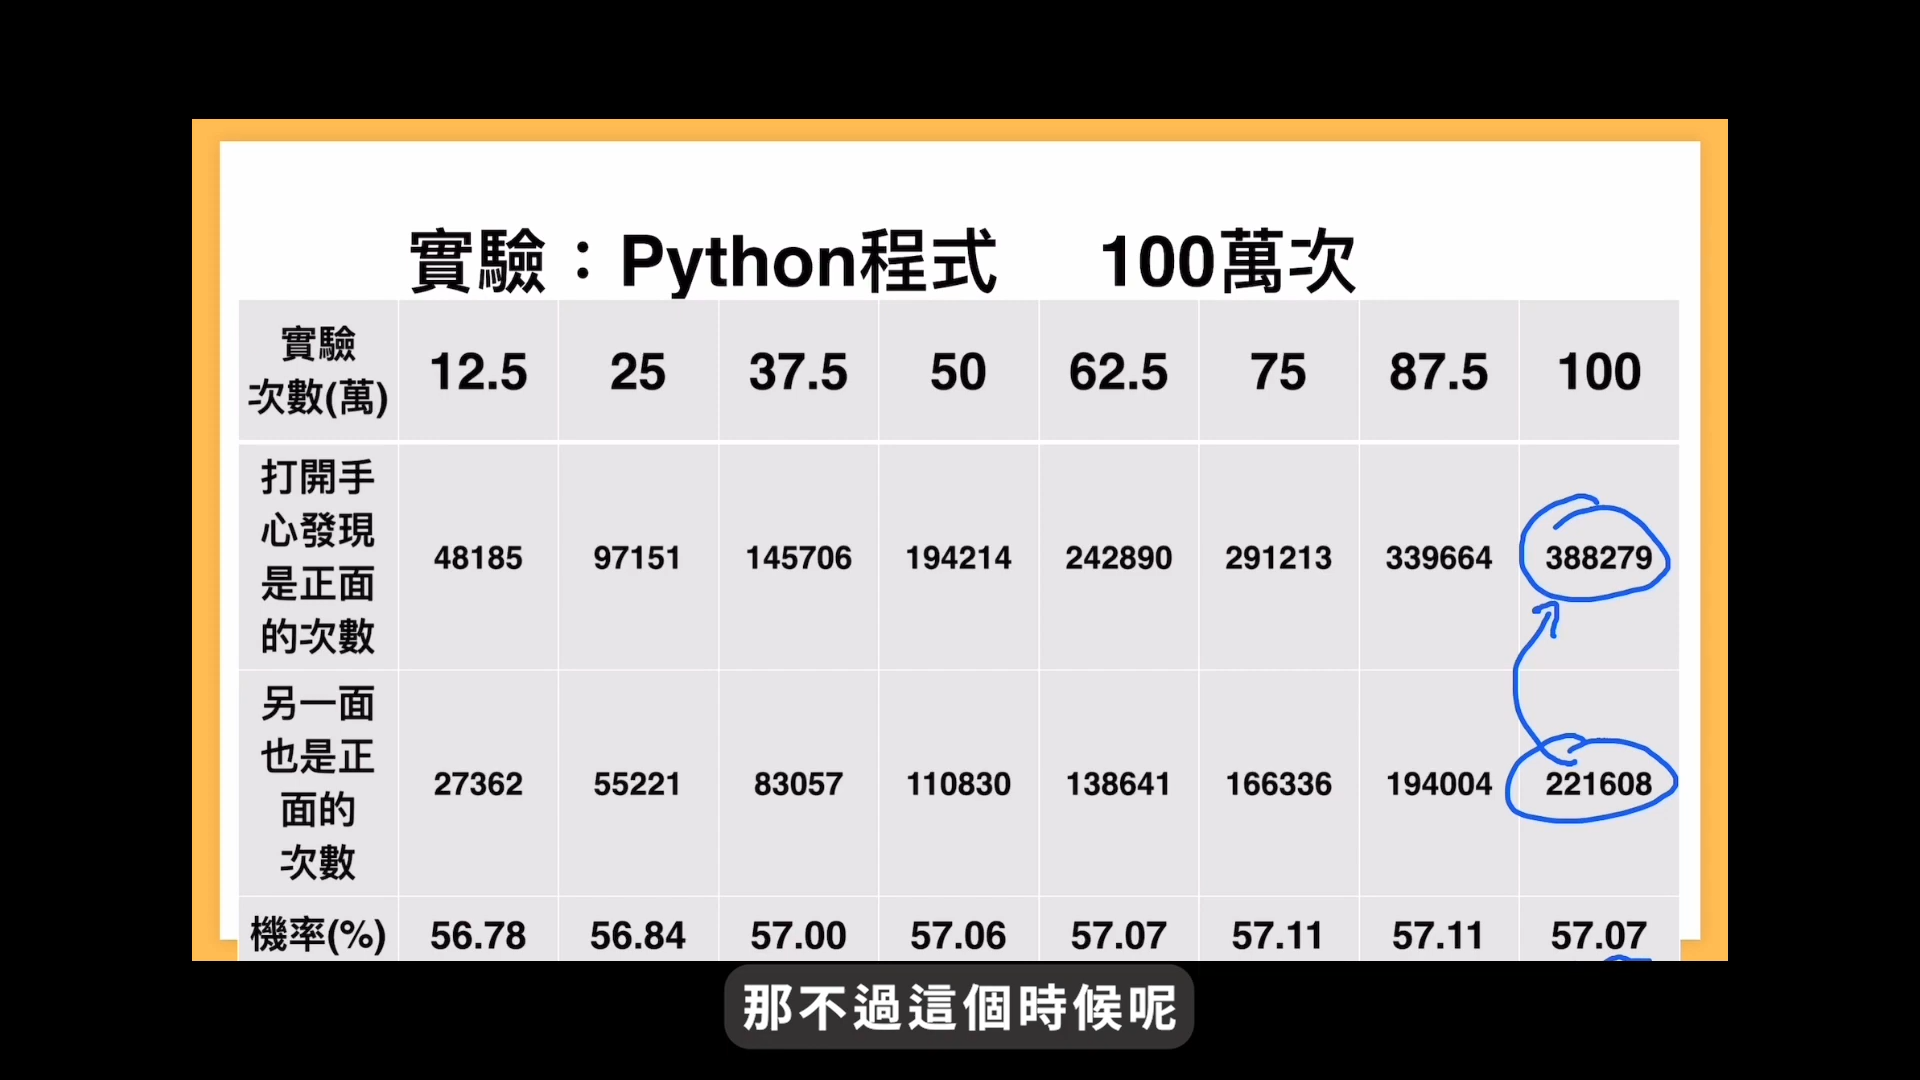 實驗：Python程式 100萬次
實驗
次數(萬)
12.5 25 37.5 50 62.5 75 87.5 100
打開手
心發現
是正面
的次數
48185 97151 145706 194214 242890 291213 339664 388279
另一面
也是正
面的
次數
27362 55221 83057 110830 138641 166336 194004 221608
機率(%) 56.78 56.84 57.00 57.06 57.07 57.11 57.11 57.07
那不過這個時候呢